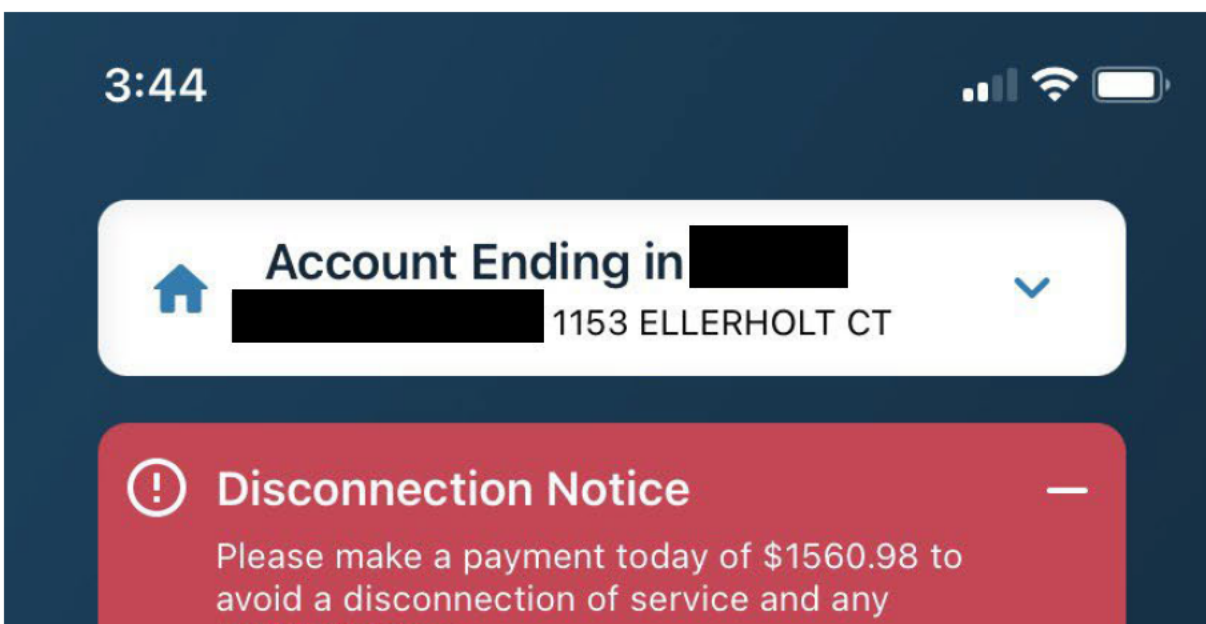 3:44
Account Ending in
1153 ELLERHOLT CT
Disconnection Notice
Please make a payment today of $1560.98 to
avoid a disconnection of service and any